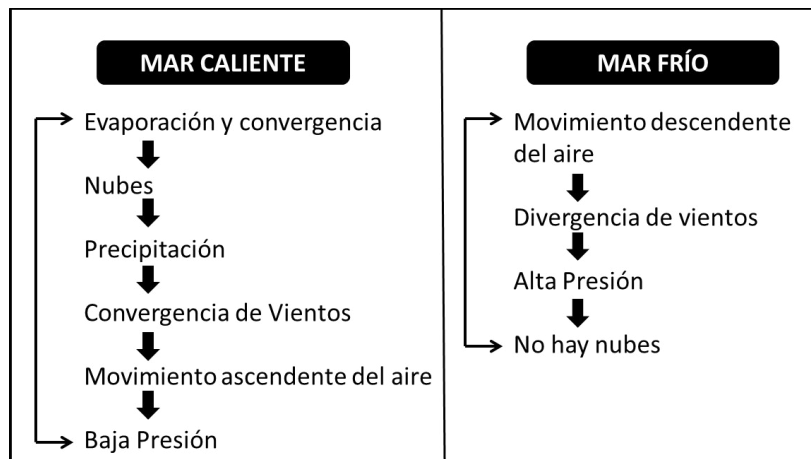 MAR CALIENTE
Evaporación y convergencia
Nubes
Precipitación
Convergencia de Vientos
Movimiento ascendente del aire
Baja Presión
MAR FRÍO
Movimiento descendente
del aire
Divergencia de vientos
Alta Presión
No hay nubes